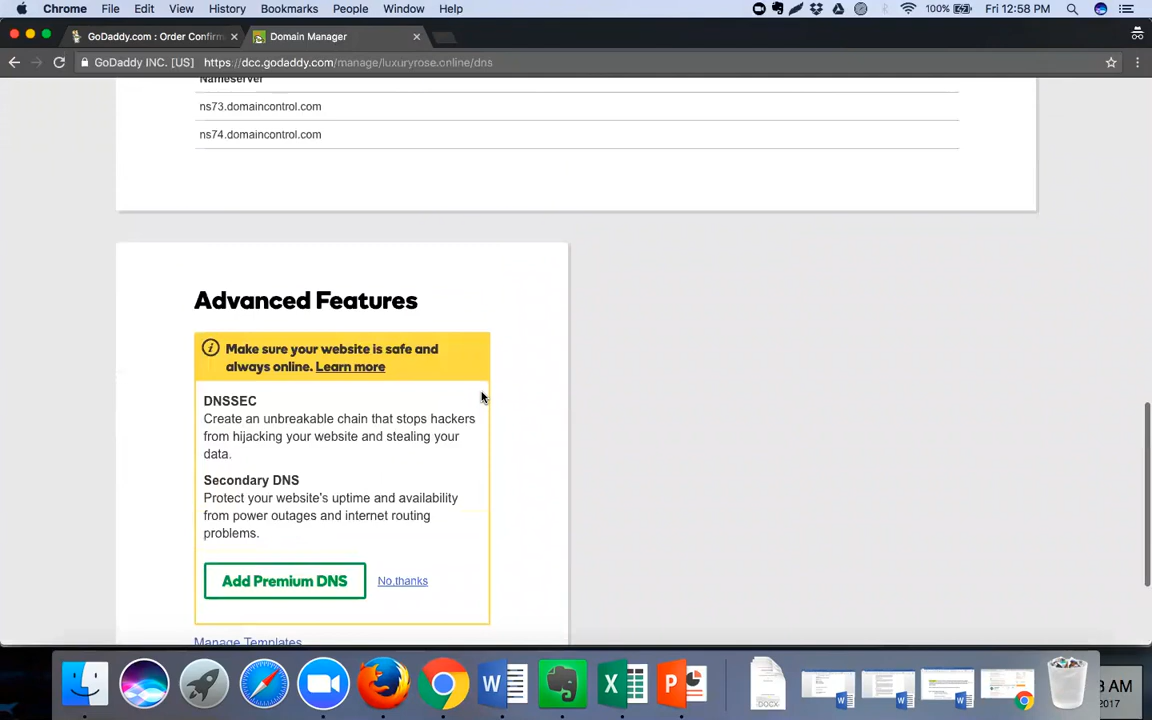 Chrome File Edit View History Bookmarks People Window Help 100% Fri 12:58 PM
GoDaddy.com : Order Confirm Domain Manager
GoDaddy INC. [US] https://dcc.godaddy.com/manage/luxuryrose.online/dns
Nameserver
ns73.domaincontrol.com
ns74.domaincontrol.com
Advanced Features
Make sure your website is safe and
always online. Learn more
DNSSEC
Create an unbreakable chain that stops hackers
from hijacking your website and stealing your
data.
Secondary DNS
Protect your website's uptime and availability
from power outages and internet routing
problems.
Add Premium DNS No,thanks
Manage Templates
AM
2017